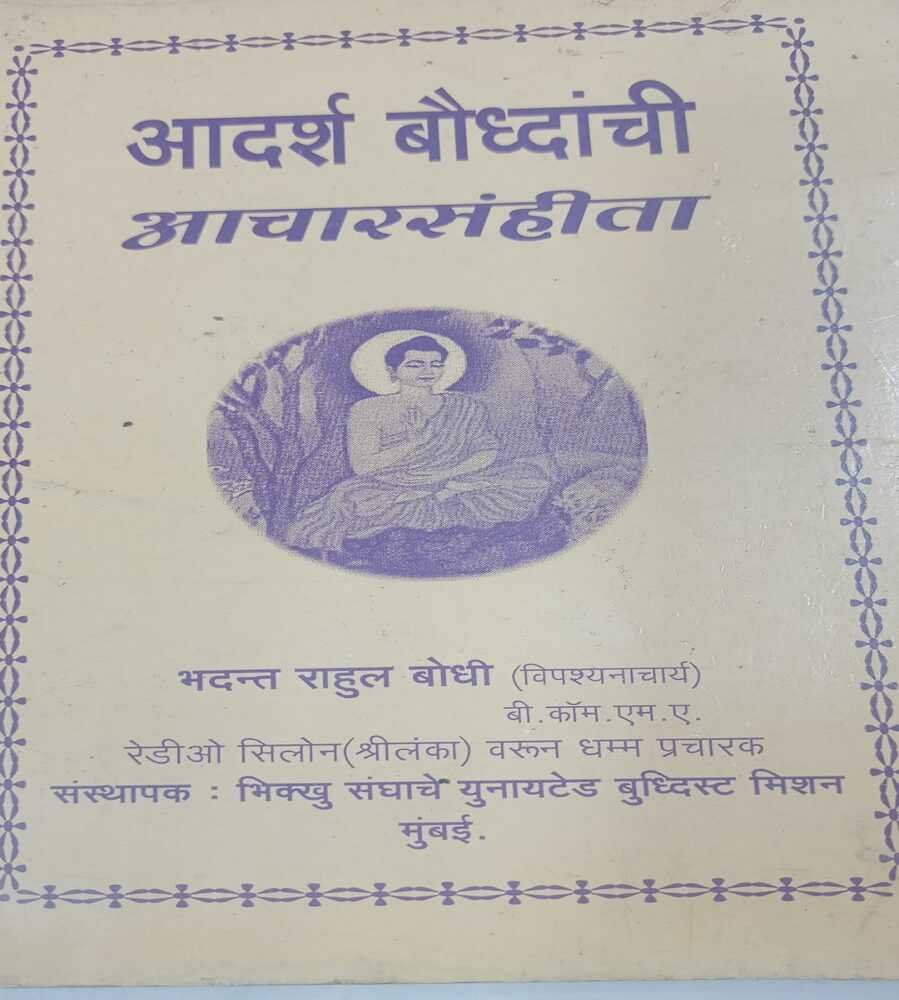 आदर्श बौध्दांची
आचारसंहीता
भदन्त राहुल बोधी (विपश्यनाचार्य)
बी.कॉम.एम.ए.
रेडीओ सिलोन(श्रीलंका) वरून धम्म प्रचारक
संस्थापक : भिक्खु संघाचे युनायटेड बुध्दिस्ट मिशन
मुंबई.